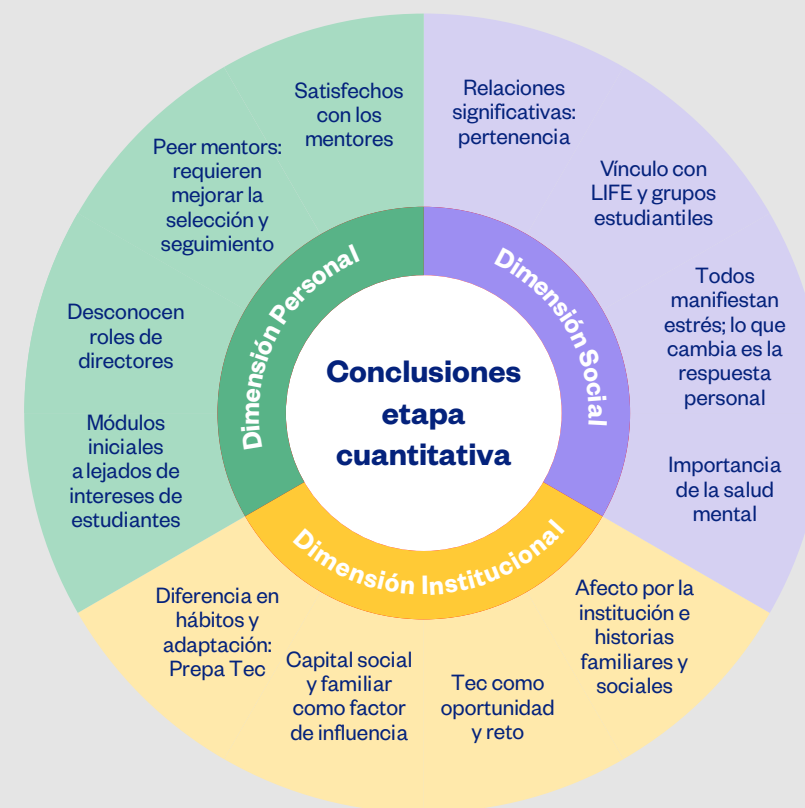 Conclusiones
etapa
cuantitativa
Dimensión Personal
Satisfechos
con los
mentores
Peer mentors:
requieren
mejorar la
selección y
seguimiento
Desconocen
roles de
directores
Módulos
iniciales
alejados de
intereses de
estudiantes
Dimensión Social
Relaciones
significativas:
pertenencia
Vínculo con
LIFE y grupos
estudiantiles
Todos
manifiestan
estrés; lo que
cambia es la
respuesta
personal
Importancia
de la salud
mental
Dimensión Institucional
Diferencia en
hábitos y
adaptación:
Prepa Tec
Capital social
y familiar
como factor
de influencia
Tec como
oportunidad
y reto
Afecto por la
institución e
historias
familiares y
sociales